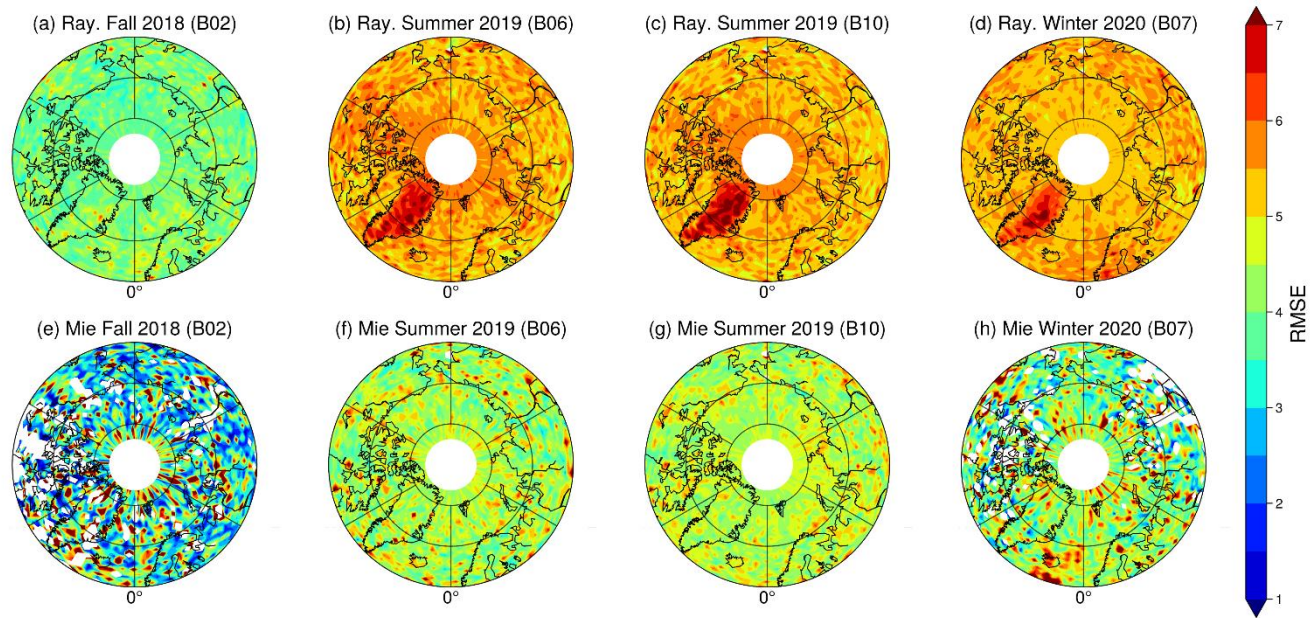 (a) Ray. Fall 2018 (B02)
(b) Ray. Summer 2019 (B06)
(c) Ray. Summer 2019 (B10)
(d) Ray. Winter 2020 (B07)
0°
0°
0°
0°
(e) Mie Fall 2018 (B02)
(f) Mie Summer 2019 (B06)
(g) Mie Summer 2019 (B10)
(h) Mie Winter 2020 (B07)
0°
0°
0°
0°
7
6
5
4
3
2
1
RMSE